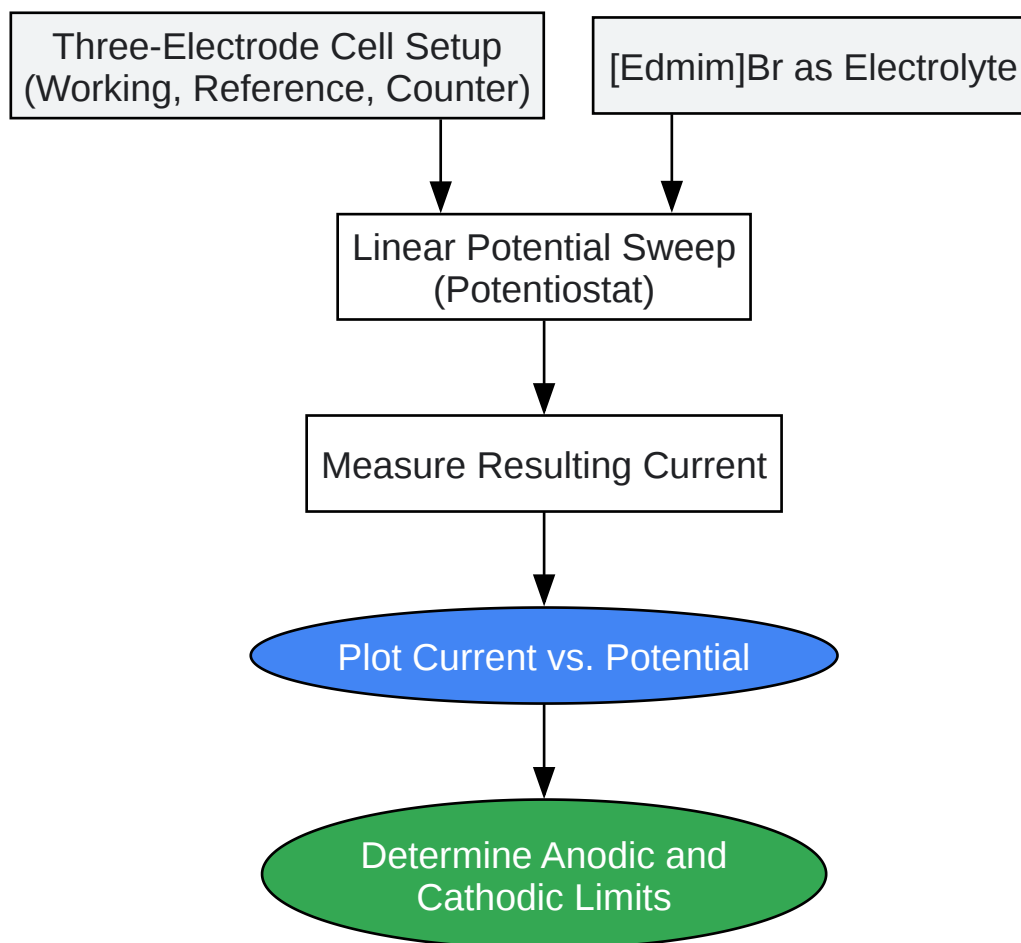 Three-Electrode Cell Setup
(Working, Reference, Counter)
[Edmim]Br as Electrolyte
Linear Potential Sweep
(Potentiostat)
Measure Resulting Current
Plot Current vs. Potential
Determine Anodic and
Cathodic Limits